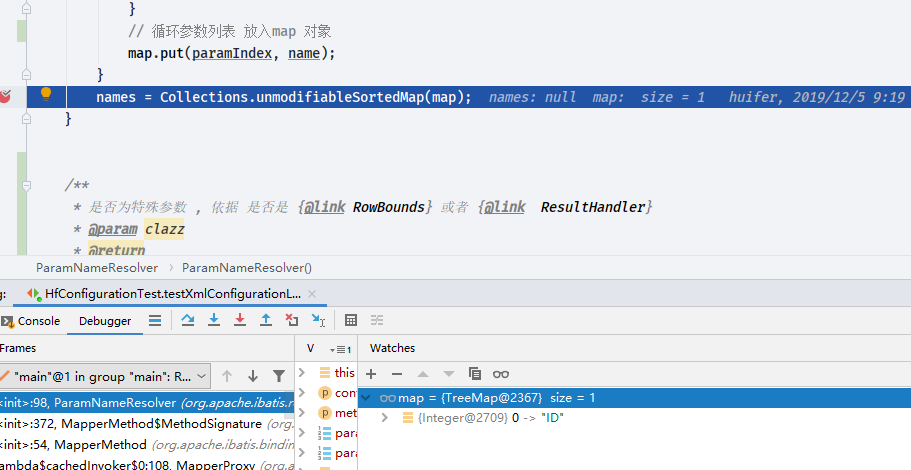 }
// 循环参数列表 放入map 对象
map.put(paramIndex, name);
}
names = Collections.unmodifiableSortedMap(map); names: null map: size = 1 huifer, 2019/12/5 9:19
}
/**
* 是否为特殊参数 , 依据 是否是 {@link RowBounds} 或者 {@link ResultHandler}
* @param clazz
* @return
ParamNameResolver › ParamNameResolver()
g: HfConfigurationTest.testXmlConfigurationL... ×
Console Debugger
Frames V 1 Watches
"main"@1 in group "main": R...
<init>:98, ParamNameResolver (org.apache.ibatis.r
<init>:372, MapperMethod$MethodSignature (org.
<init>:54, MapperMethod (org.apache.ibatis.bindin
ambda$cachedInvoker$0:108, MapperProxy (org.a
this
con
met
para
para
map = {TreeMap@2367} size = 1
{Integer@2709} 0 -> "ID"